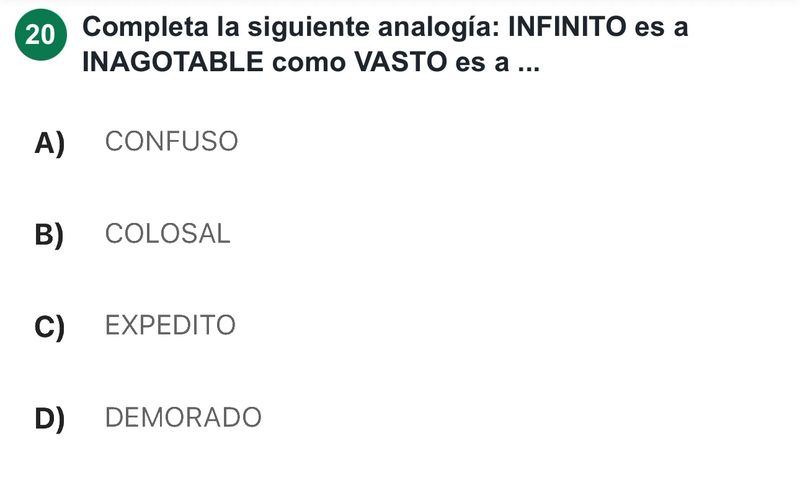 20 Completa la siguiente analogía: INFINITO es a
INAGOTABLE como VASTO es a ...
A) CONFUSO
B) COLOSAL
C) EXPEDITO
D) DEMORADO